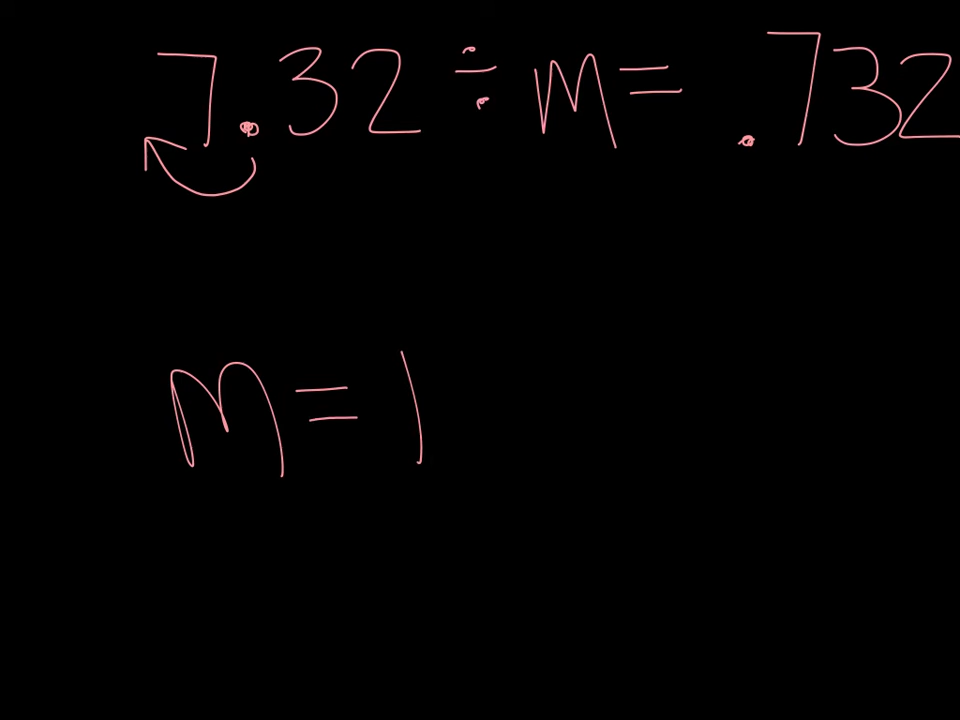 7.32 ÷ m = .732
m = 1